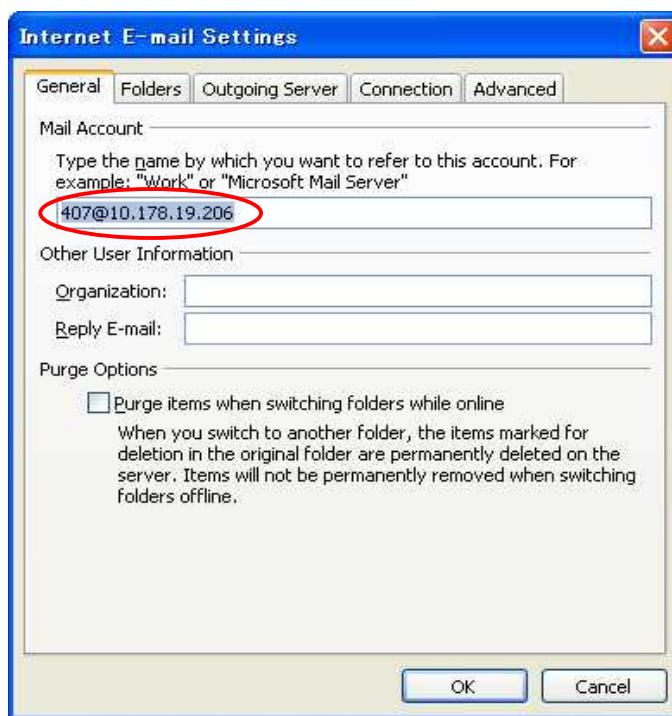 Internet E-mail Settings
General Folders Outgoing Server Connection Advanced
Mail Account
Type the name by which you want to refer to this account. For
example: "Work" or "Microsoft Mail Server"
407@10.178.19.206
Other User Information
Organization:
Reply E-mail:
Purge Options
Purge items when switching folders while online
When you switch to another folder, the items marked for
deletion in the original folder are permanently deleted on the
server. Items will not be permanently removed when switching
folders offline.
OK Cancel